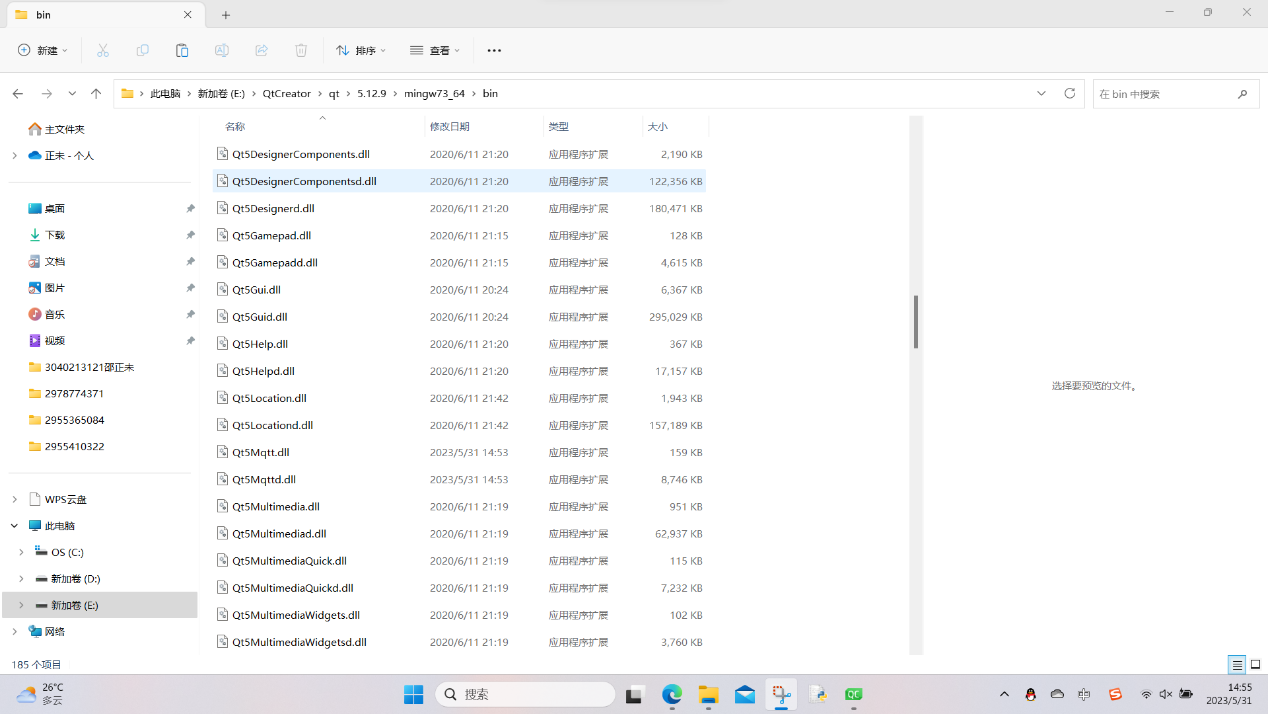 bin
新建
排序
查看
此电脑 > 新加卷 (E:) > QtCreator > qt > 5.12.9 > mingw73_64 > bin
在 bin 中搜索
主文件夹
正未 - 个人
桌面
下载
文档
图片
音乐
视频
3040213121邵正未
2978774371
2955365084
2955410322
WPS云盘
此电脑
OS (C:)
新加卷 (D:)
新加卷 (E:)
网络
名称 修改日期 类型 大小
Qt5DesignerComponents.dll 2020/6/11 21:20 应用程序扩展 2,190 KB
Qt5DesignerComponentsd.dll 2020/6/11 21:20 应用程序扩展 122,356 KB
Qt5Designerd.dll 2020/6/11 21:20 应用程序扩展 180,471 KB
Qt5Gamepad.dll 2020/6/11 21:15 应用程序扩展 128 KB
Qt5Gamepadd.dll 2020/6/11 21:15 应用程序扩展 4,615 KB
Qt5Gui.dll 2020/6/11 20:24 应用程序扩展 6,367 KB
Qt5Guid.dll 2020/6/11 20:24 应用程序扩展 295,029 KB
Qt5Help.dll 2020/6/11 21:20 应用程序扩展 367 KB
Qt5Helpd.dll 2020/6/11 21:20 应用程序扩展 17,157 KB
Qt5Location.dll 2020/6/11 21:42 应用程序扩展 1,943 KB
Qt5Locationd.dll 2020/6/11 21:42 应用程序扩展 157,189 KB
Qt5Mqtt.dll 2023/5/31 14:53 应用程序扩展 159 KB
Qt5Mqttd.dll 2023/5/31 14:53 应用程序扩展 8,746 KB
Qt5Multimedia.dll 2020/6/11 21:19 应用程序扩展 951 KB
Qt5Multimediad.dll 2020/6/11 21:19 应用程序扩展 62,937 KB
Qt5MultimediaQuick.dll 2020/6/11 21:19 应用程序扩展 115 KB
Qt5MultimediaQuickd.dll 2020/6/11 21:19 应用程序扩展 7,232 KB
Qt5MultimediaWidgets.dll 2020/6/11 21:19 应用程序扩展 102 KB
Qt5MultimediaWidgetsd.dll 2020/6/11 21:19 应用程序扩展 3,760 KB
选择要预览的文件。
185 个项目
26°C
多云
搜索
QC
中
14:55
2023/5/31